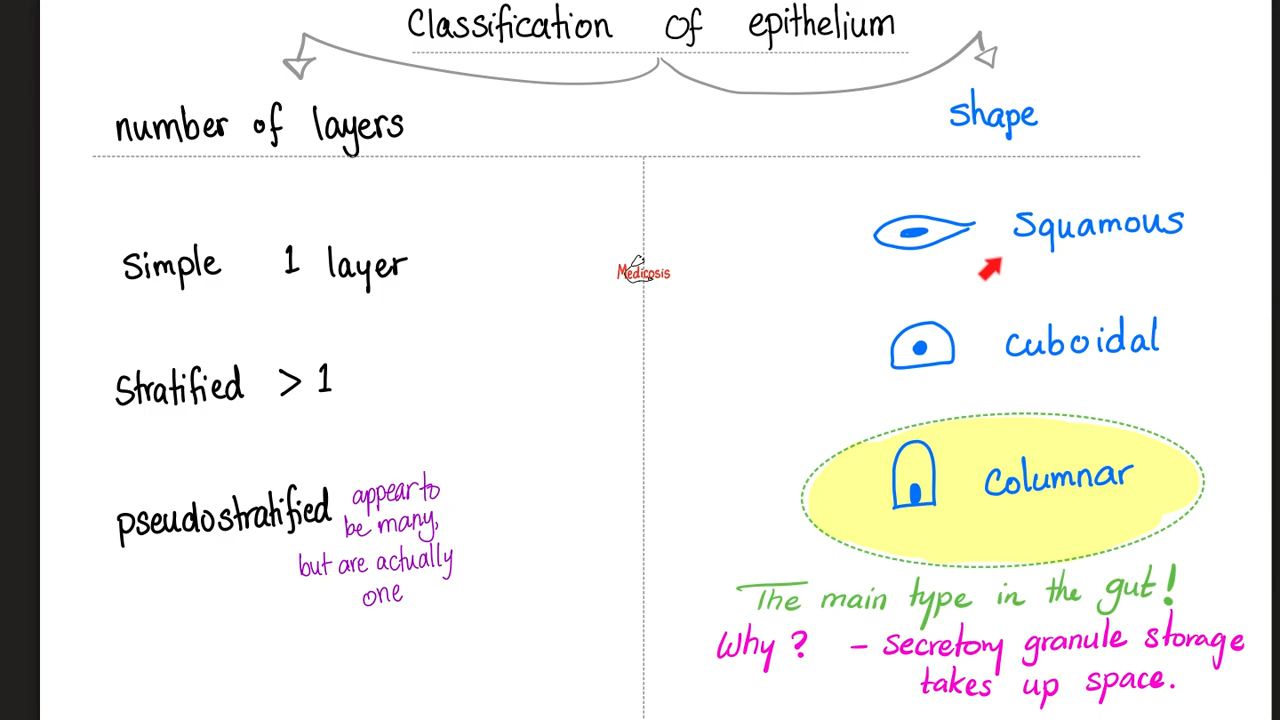 Classification of epithelium
number of layers
shape
Simple 1 layer
Medicosis
Squamous
Cuboidal
Stratified > 1
Columnar
pseudostratified appear to
be many,
but are actually
one
The main type in the gut!
Why? - Secretory granule storage
takes up space.